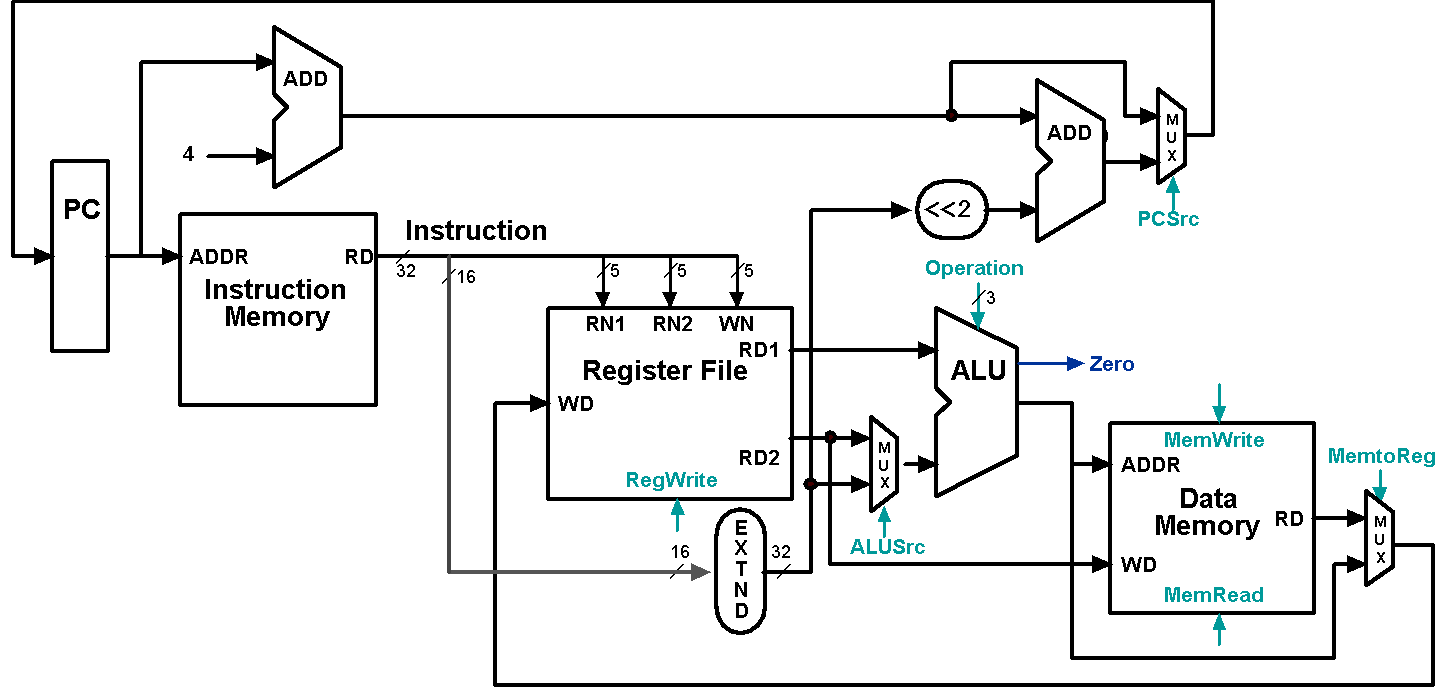 ADD
4
PC
ADD
M
U
X
<<2
PCSrc
Instruction
ADDR
RD
32
16
5
5
5
Instruction
Memory
Operation
3
RN1
RN2
WN
RD1
Register File
ALU
Zero
WD
RD2
RegWrite
M
U
X
ALUSrc
MemWrite
ADDR
Data
Memory
RD
MemtoReg
M
U
X
16
E
X
T
N
D
32
WD
MemRead